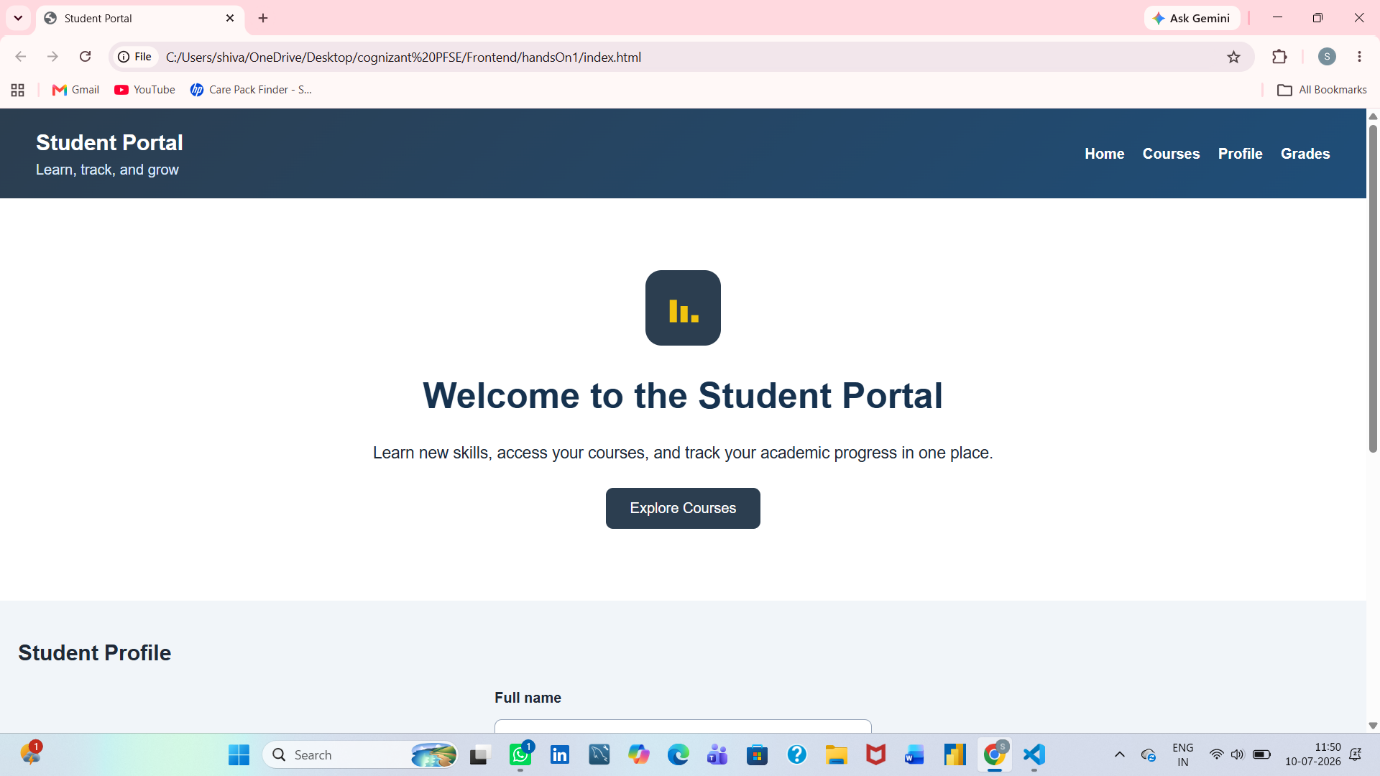 Student Portal
Ask Gemini
File
C:/Users/shiva/OneDrive/Desktop/cognizant%20PFSE/Frontend/handsOn1/index.html
S
Gmail
YouTube
hp
Care Pack Finder - S...
All Bookmarks
Student Portal
Learn, track, and grow
Home
Courses
Profile
Grades
Welcome to the Student Portal
Learn new skills, access your courses, and track your academic progress in one place.
Explore Courses
Student Profile
Full name
1
Search
1
S
ENG
IN
11:50
10-07-2026